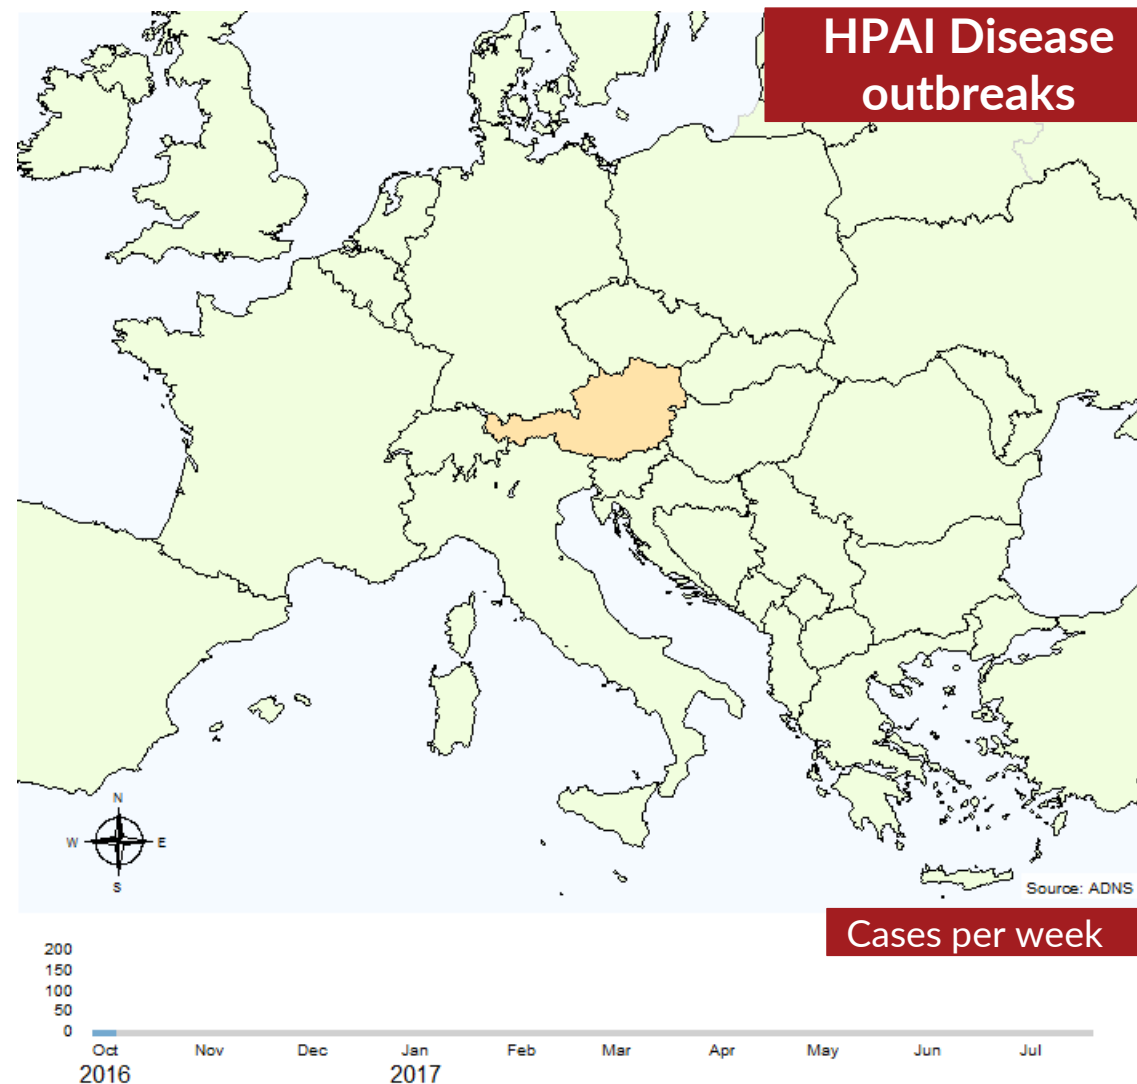 HPAI Disease
outbreaks
N
W E
S
Source: ADNS
Cases per week
200
150
100
50
0
Oct Nov Dec Jan Feb Mar Apr May Jun Jul
2016 2017